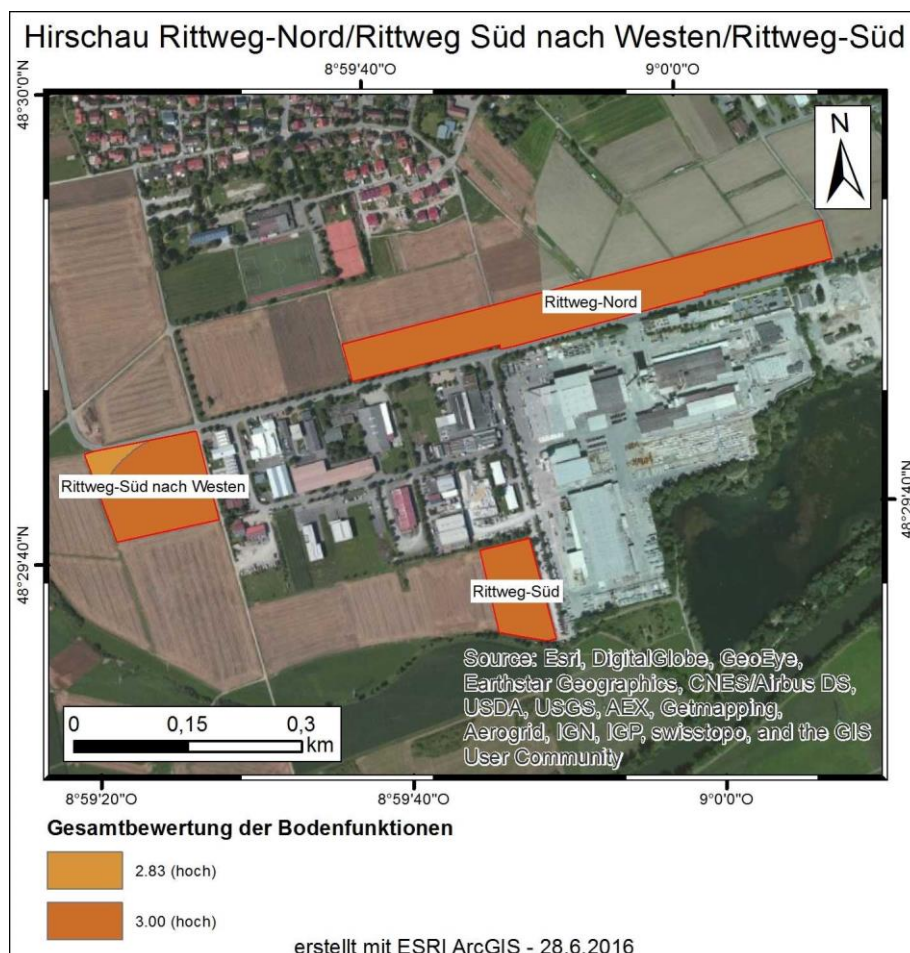 Hirschau Rittweg-Nord/Rittweg Süd nach Westen/Rittweg-Süd
8°59'40"O
9°0'0"O
48°30'0"N
N
Rittweg-Nord
Rittweg-Süd nach Westen
48°29'40"N
48°29'40"N
Rittweg-Süd
Source: Esri, DigitalGlobe, GeoEye,
Earthstar Geographics, CNES/Airbus DS,
USDA, USGS, AEX, Getmapping,
Aerogrid, IGN, IGP, swisstopo, and the GIS
User Community
0 0,15 0,3
km
8°59'20"O
8°59'40"O
9°0'0"O
Gesamtbewertung der Bodenfunktionen
2.83 (hoch)
3.00 (hoch)
erstellt mit ESRI ArcGIS - 28.6.2016